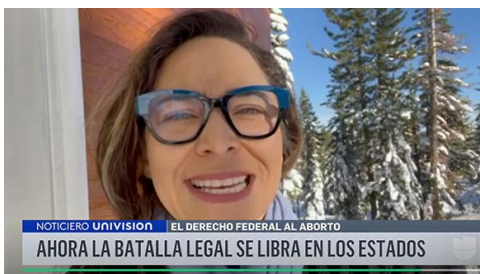 NOTICIERO UNIVISION EL DERECHO FEDERAL AL ABORTO
AHORA LA BATALLA LEGAL SE LIBRA EN LOS ESTADOS